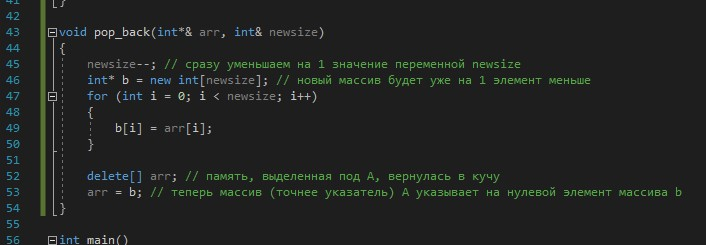 41 }
42
43 void pop_back(int*& arr, int& newsize)
44 {
45 newsize--; // сразу уменьшаем на 1 значение переменной newsize
46 int* b = new int[newsize]; // новый массив будет уже на 1 элемент меньше
47 for (int i = 0; i < newsize; i++)
48 {
49 b[i] = arr[i];
50 }
51
52 delete[] arr; // память, выделенная под А, вернулась в кучу
53 arr = b; // теперь массив (точнее указатель) А указывает на нулевой элемент массива b
54 }
55
56 int main()